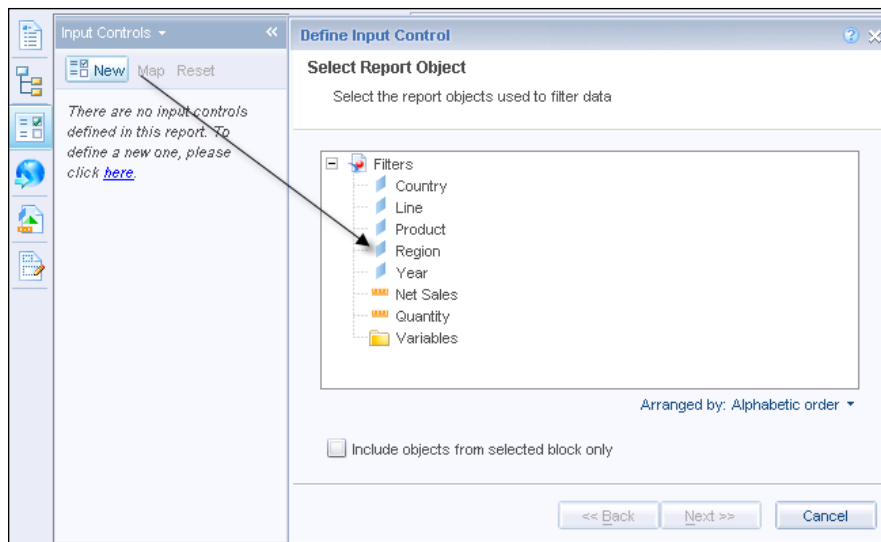 Input Controls
New Map Reset
There are no input controls
defined in this report. To
define a new one, please
click here.
Define Input Control
Select Report Object
Select the report objects used to filter data
Filters
Country
Line
Product
Region
Year
Net Sales
Quantity
Variables
Arranged by: Alphabetic order
Include objects from selected block only
<< Back
Next >>
Cancel